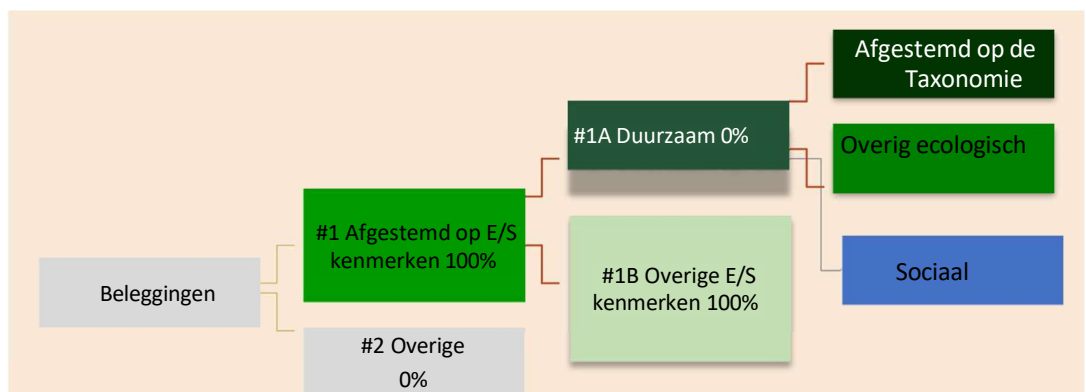 Afgestemd op de
Taxonomie
#1A Duurzaam 0%
Overig ecologisch
#1 Afgestemd op E/S
kenmerken 100%
#1B Overige E/S
kenmerken 100%
Sociaal
Beleggingen
#2 Overige
0%